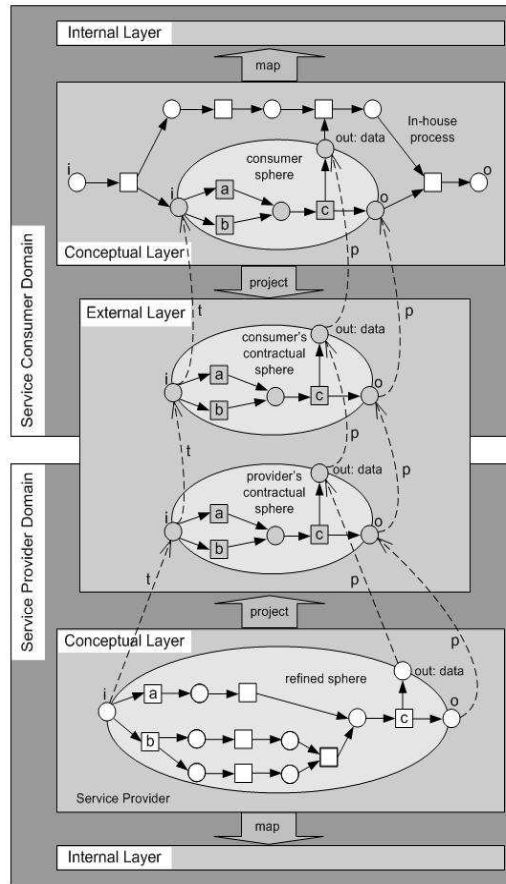 Internal Layer
map
In-house
process
out: data
consumer
sphere
i
i
a
b
c
o
o
Conceptual Layer
p
project
p
t
Service Consumer Domain
External Layer
out: data
consumer's
contractual
sphere
i
a
b
c
o
t
p
p
out: data
provider's
contractual
sphere
i
a
b
c
o
Service Provider Domain
t
p
project
p
Conceptual Layer
refined sphere
out: data
i
a
b
c
o
Service Provider
map
Internal Layer